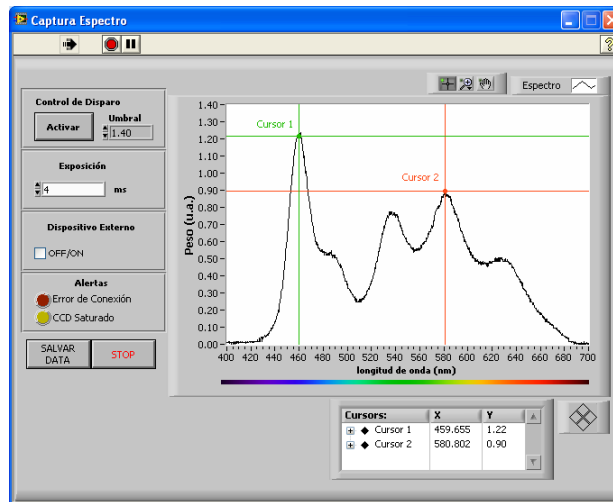 Captura Espectro
?
Espectro
Control de Disparo
Activar
Umbral
1.40
Exposición
4 ms
Dispositivo Externo
OFF/ON
Alertas
Error de Conexión
CCD Saturado
SALVAR DATA
STOP
Peso (u.a.)
1.40
1.30
1.20
1.10
1.00
0.90
0.80
0.70
0.60
0.50
0.40
0.30
0.20
0.10
0.00
Cursor 1
Cursor 2
400 420 440 460 480 500 520 540 560 580 600 620 640 660 680 700
longitud de onda (nm)
Cursors: X Y
Cursor 1 459.655 1.22
Cursor 2 580.802 0.90